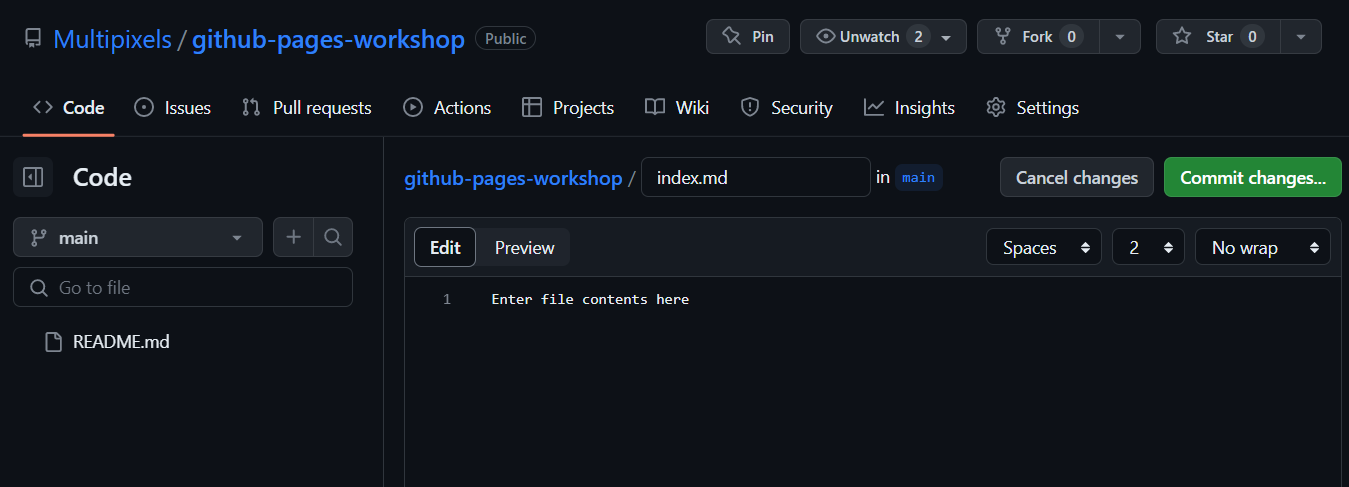 Multipixels / github-pages-workshop Public Pin Unwatch 2 Fork 0 Star 0
Code Issues Pull requests Actions Projects Wiki Security Insights Settings
Code
main
Go to file
README.md
github-pages-workshop / index.md in main Cancel changes Commit changes...
Edit Preview Spaces 2 No wrap
1 Enter file contents here